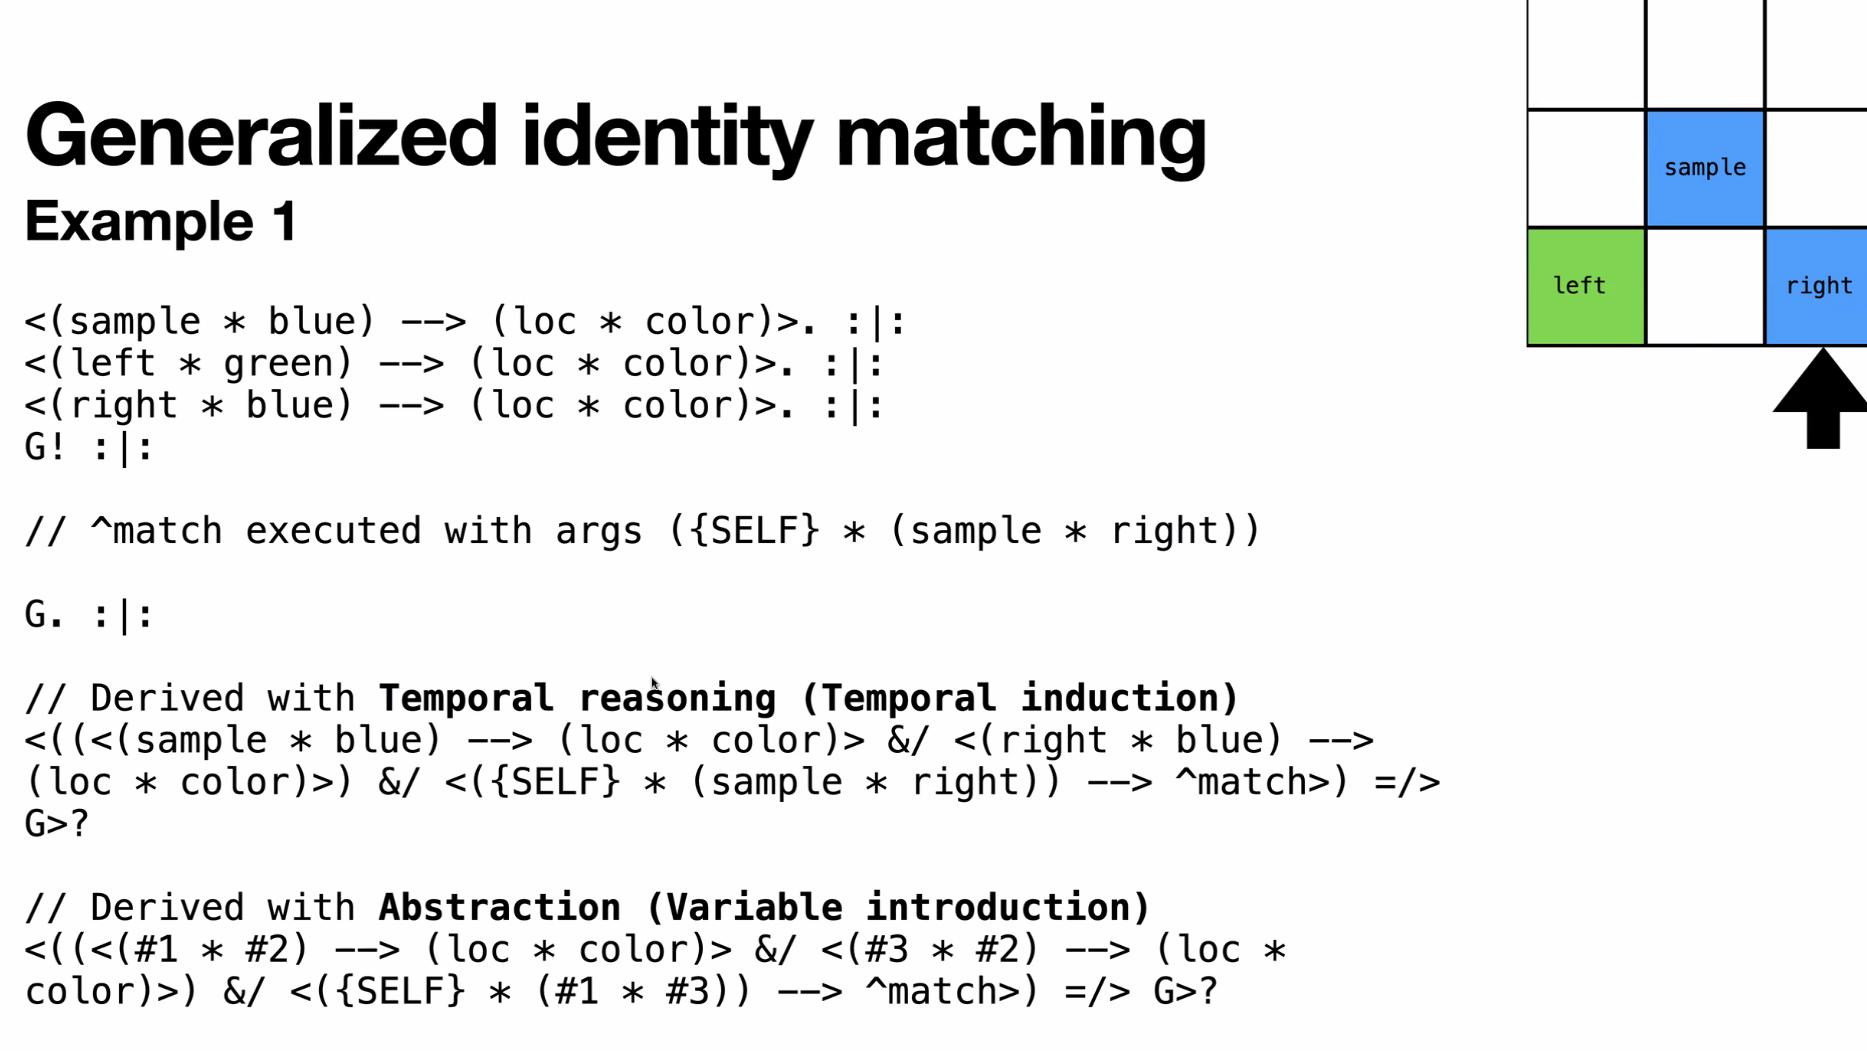 Generalized identity matching
Example 1
sample
left
right
<(sample * blue) --> (loc * color)>. :|:
<(left * green) --> (loc * color)>. :|:
<(right * blue) --> (loc * color)>. :|:
G! :|:
// ^match executed with args ({SELF} * (sample * right))
G. :|:
// Derived with Temporal reasoning (Temporal induction)
<((<(sample * blue) --> (loc * color)> &/ <(right * blue) -->
(loc * color)>) &/ <({SELF} * (sample * right)) --> ^match>) =/>
G>?
// Derived with Abstraction (Variable introduction)
<((<(#1 * #2) --> (loc * color)> &/ <(#3 * #2) --> (loc *
color)>) &/ <({SELF} * (#1 * #3)) --> ^match>) =/> G>?